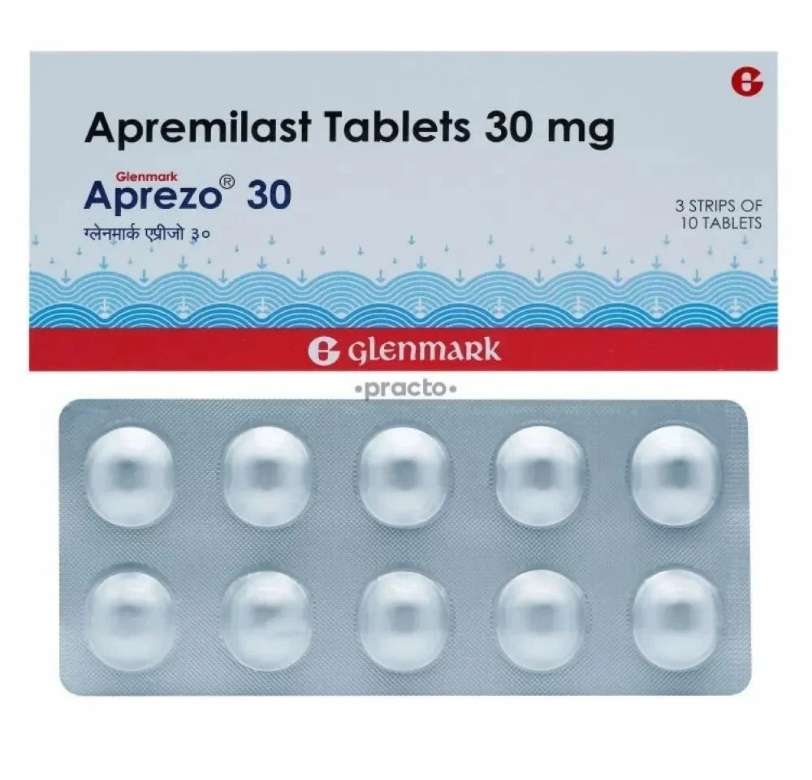 Apremilast Tablets 30 mg
Glenmark
Aprezo® 30
ग्लेनमार्क एप्रीजो ३०
3 STRIPS OF
10 TABLETS
glenmark
•practo•